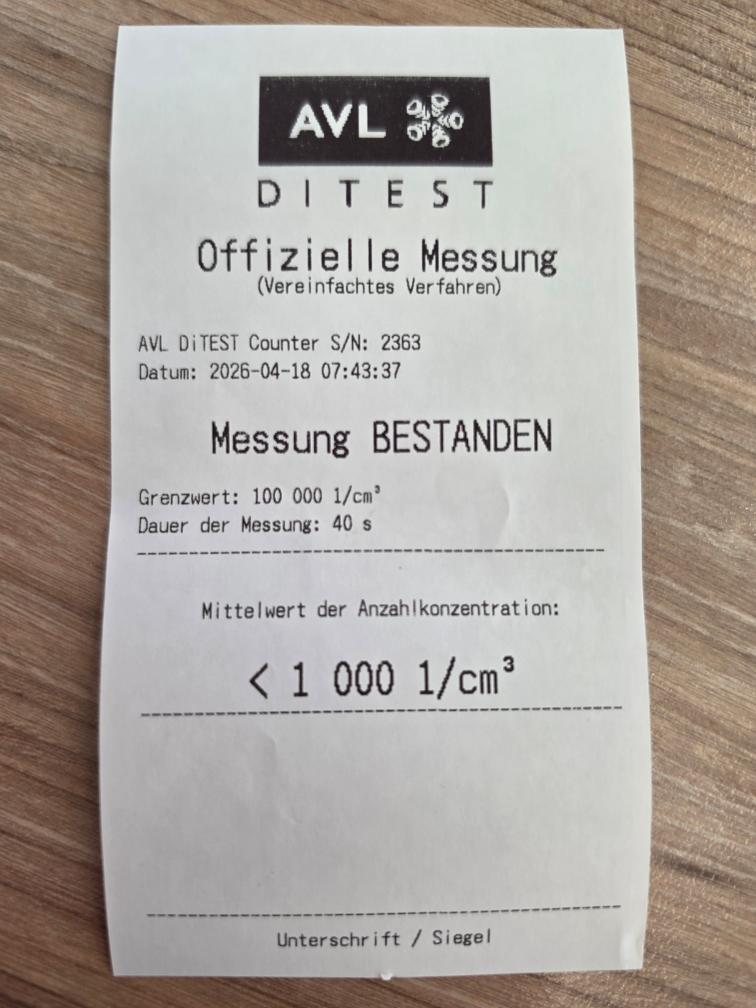 AVL
DITEST
Offizielle Messung
(Vereinfachtes Verfahren)
AVL DiTEST Counter S/N: 2363
Datum: 2026-04-18 07:43:37
Messung BESTANDEN
Grenzwert: 100 000 1/cm³
Dauer der Messung: 40 s
Mittelwert der Anzahlkonzentration:
< 1 000 1/cm³
Unterschrift / Siegel